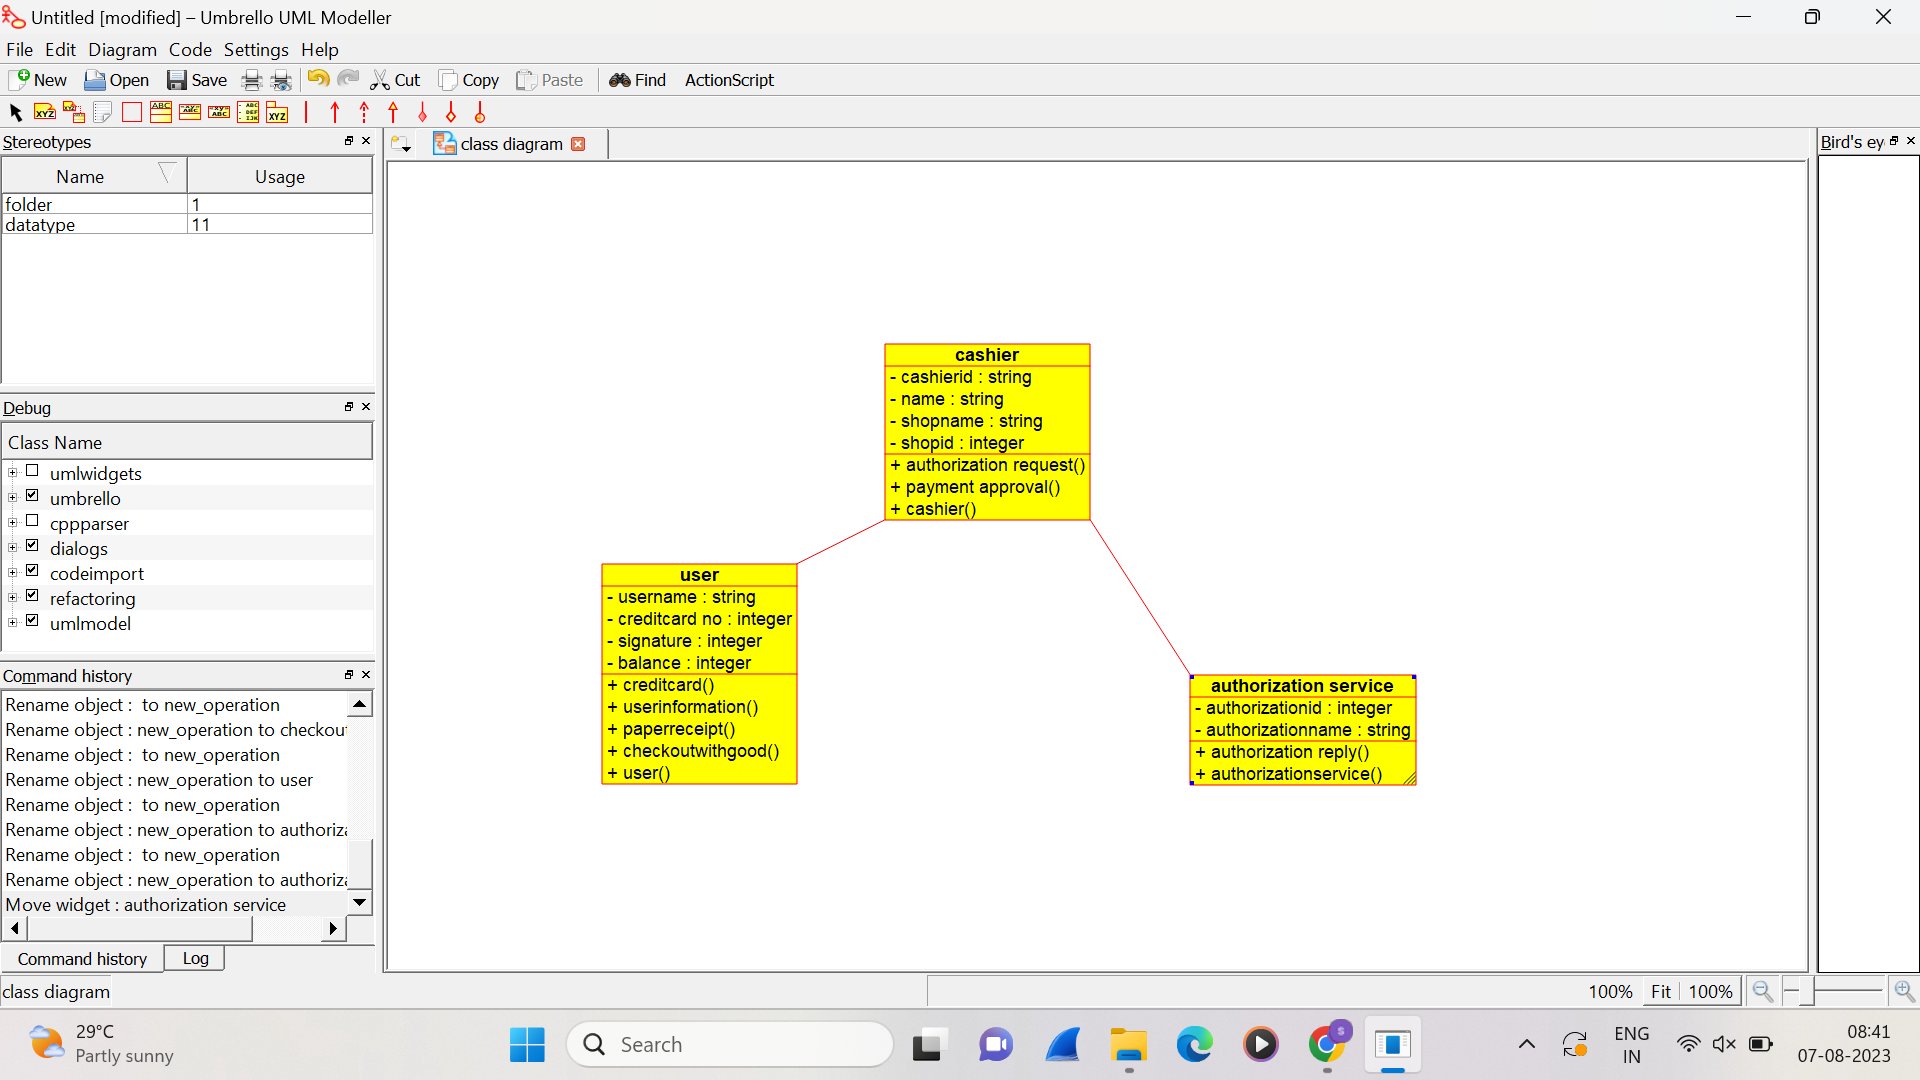 Untitled [modified] – Umbrello UML Modeller
File Edit Diagram Code Settings Help
New Open Save Cut Copy Paste Find ActionScript
Stereotypes
Name Usage
folder 1
datatype 11
Debug
Class Name
umlwidgets
umbrello
cppparser
dialogs
codeimport
refactoring
umlmodel
Command history
Rename object : to new_operation
Rename object : new_operation to checkou
Rename object : to new_operation
Rename object : new_operation to user
Rename object : to new_operation
Rename object : new_operation to authoriz
Rename object : to new_operation
Rename object : new_operation to authoriz
Move widget : authorization service
Command history Log
class diagram
class diagram
cashier
- cashierid : string
- name : string
- shopname : string
- shopid : integer
+ authorization request()
+ payment approval()
+ cashier()
user
- username : string
- creditcard no : integer
- signature : integer
- balance : integer
+ creditcard()
+ userinformation()
+ paperreceipt()
+ checkoutwithgood()
+ user()
authorization service
- authorizationid : integer
- authorizationname : string
+ authorization reply()
+ authorizationservice()
Bird's ey
100% Fit 100%
29°C
Partly sunny
Search
ENG
IN
08:41
07-08-2023